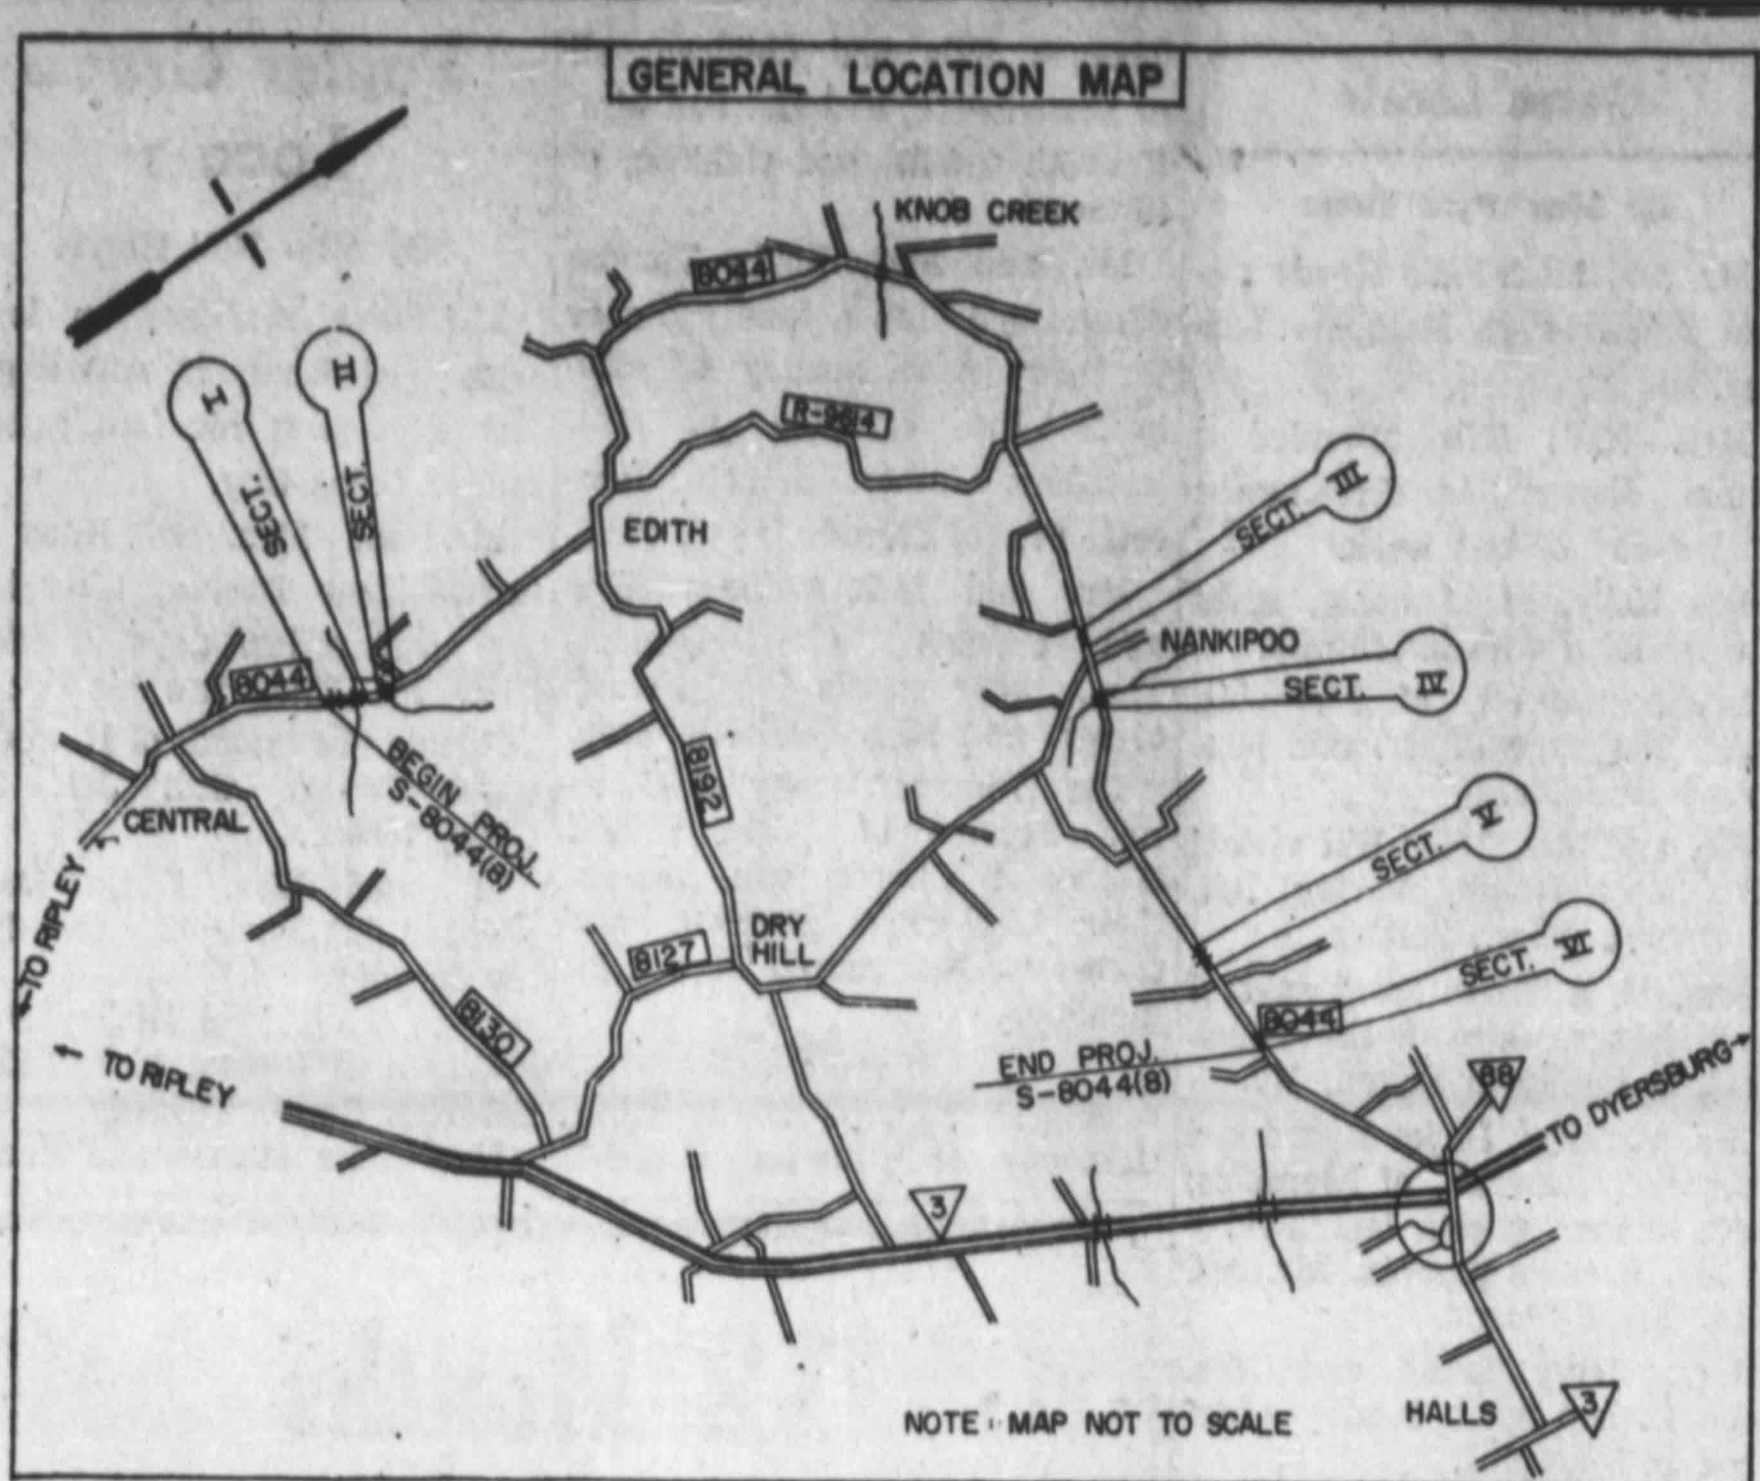 GENERAL LOCATION MAP
KNOB CREEK
8044
I
II
SECT.
SECT.
EDITH
III
SECT.
8044
NANKIPOO
SECT. IV
BEGIN PROJ.
S-8044(8)
8192
CENTRAL
V
SECT.
←TO RIPLEY
DRY
HILL
8127
SECT. VI
8130
8044
END PROJ.
S-8044(8)
TO RIPLEY
88
TO DYERSBURG→
3
NOTE: MAP NOT TO SCALE
HALLS
3